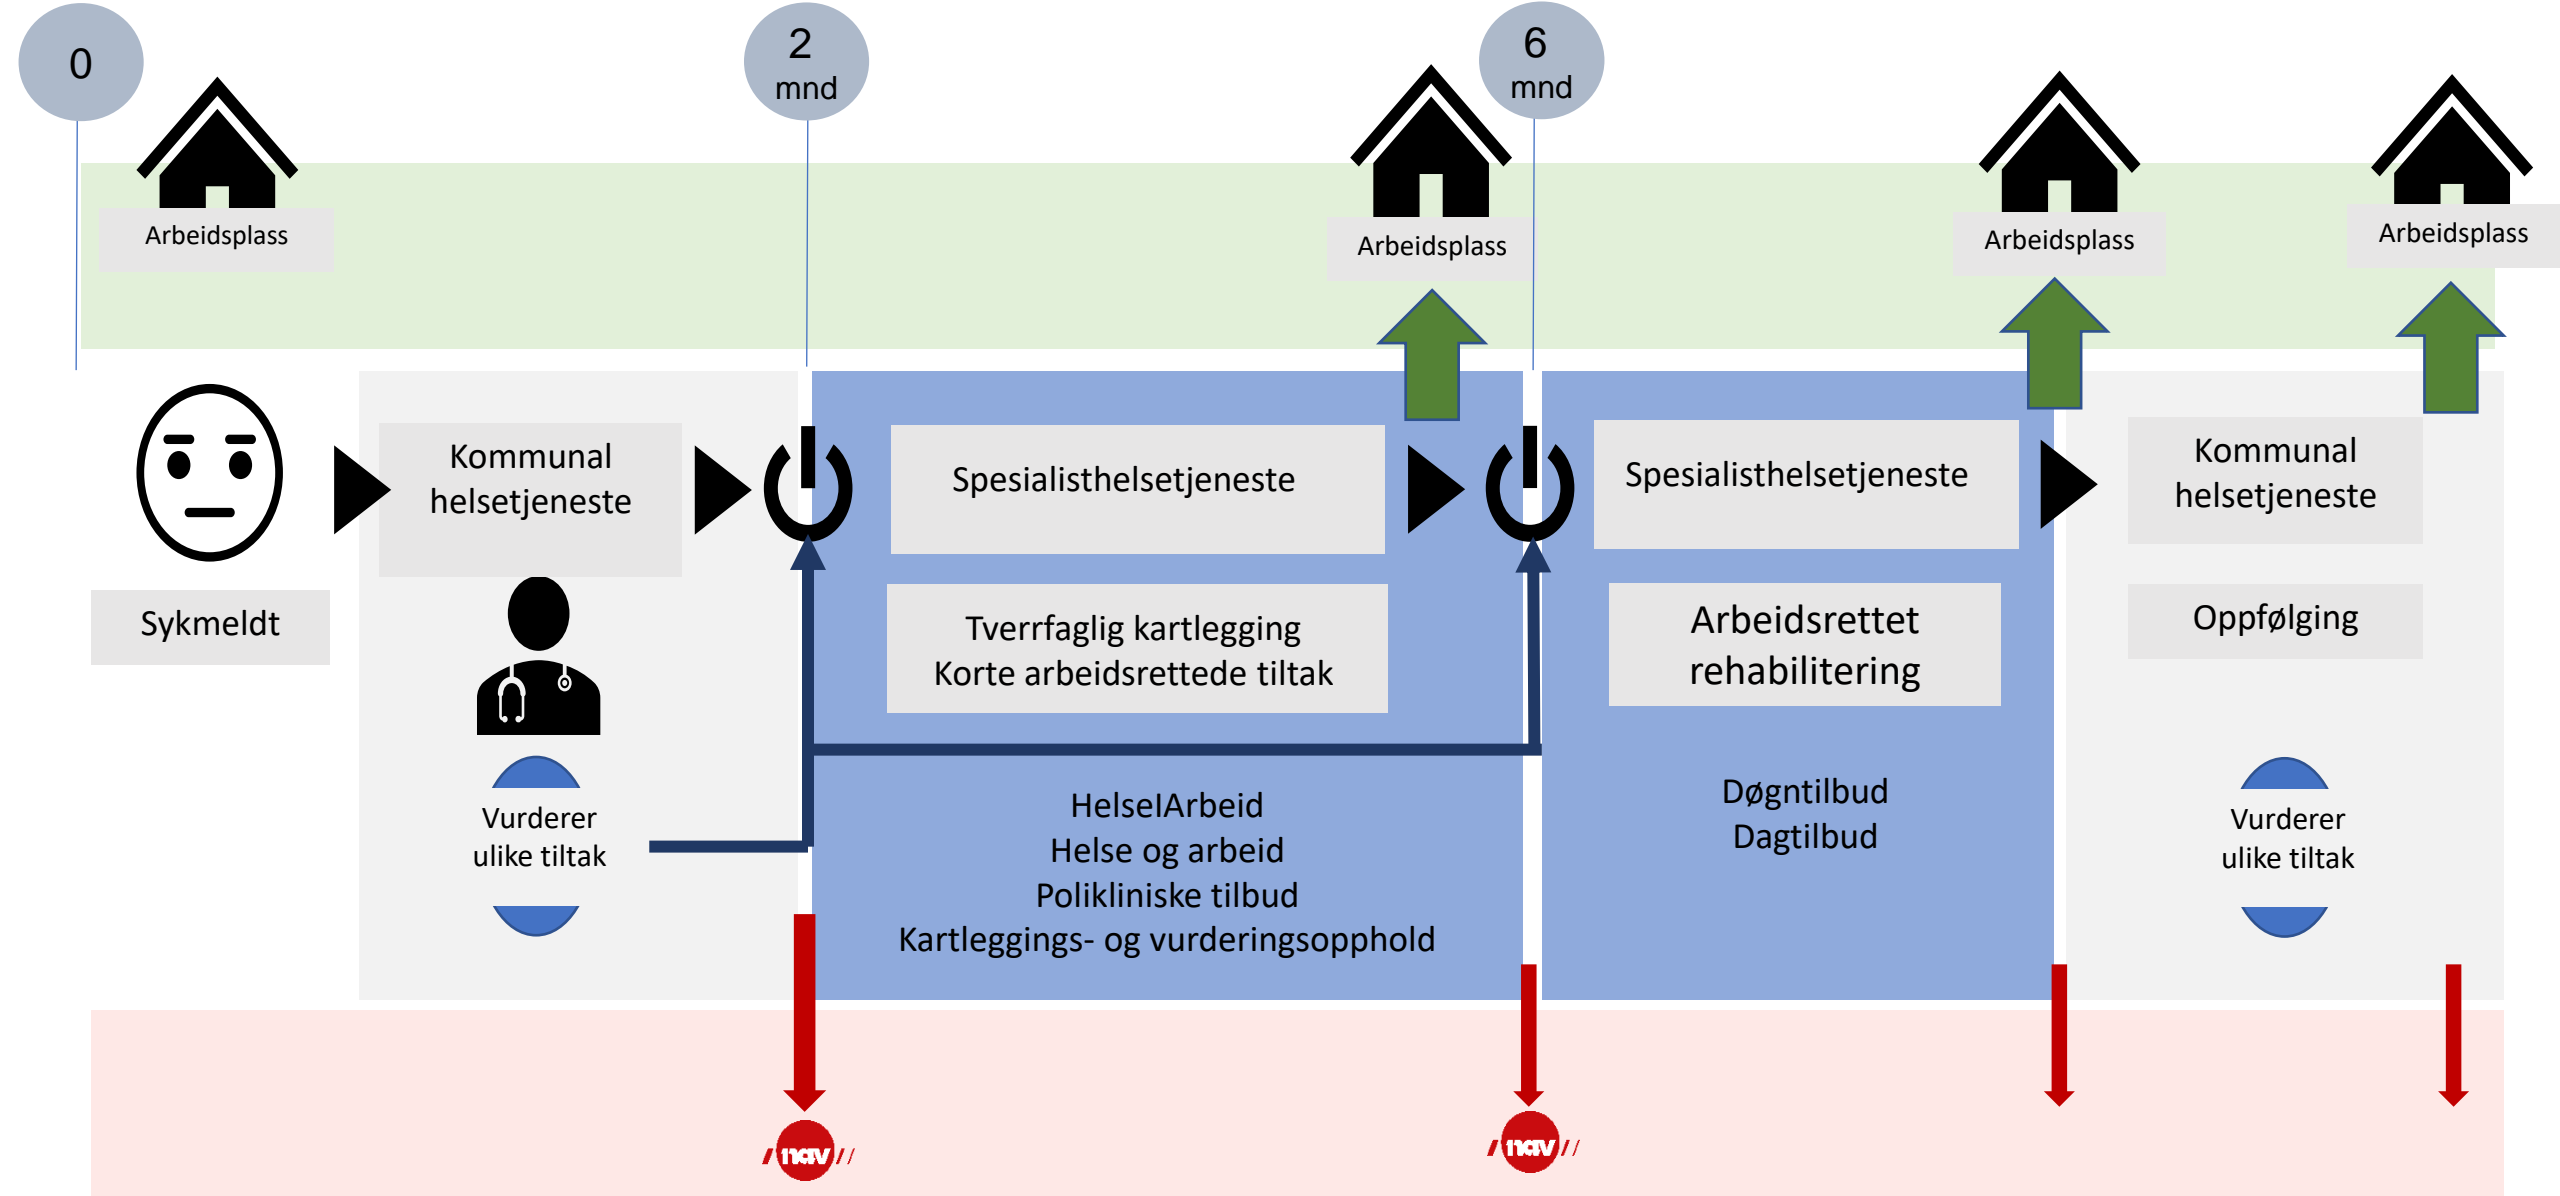 0
2
mnd
6
mnd
Arbeidsplass
Arbeidsplass
Arbeidsplass
Arbeidsplass
Sykmeldt
Kommunal
helsetjeneste
Vurderer
ulike tiltak
Spesialisthelsetjeneste
Tverrfaglig kartlegging
Korte arbeidsrettede tiltak
HelseIArbeid
Helse og arbeid
Polikliniske tilbud
Kartleggings- og vurderingsopphold
Spesialisthelsetjeneste
Arbeidsrettet
rehabilitering
Døgntilbud
Dagtilbud
Kommunal
helsetjeneste
Oppfølging
Vurderer
ulike tiltak
nav
nav